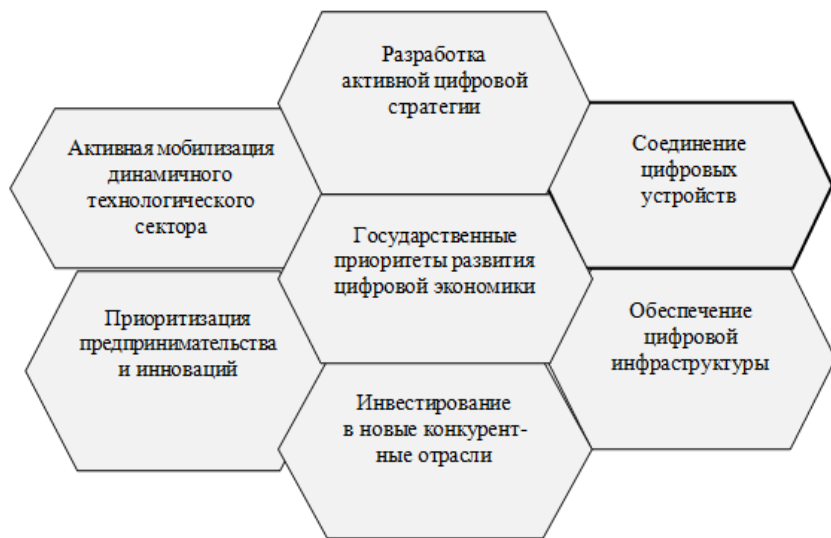 Разработка
активной цифровой
стратегии
Активная мобилизация
динамичного
технологического
сектора
Соединение
цифровых
устройств
Государственные
приоритеты развития
цифровой экономики
Приоритизация
предпринимательства
и инноваций
Обеспечение
цифровой
инфраструктуры
Инвестирование
в новые конкурент-
ные отрасли